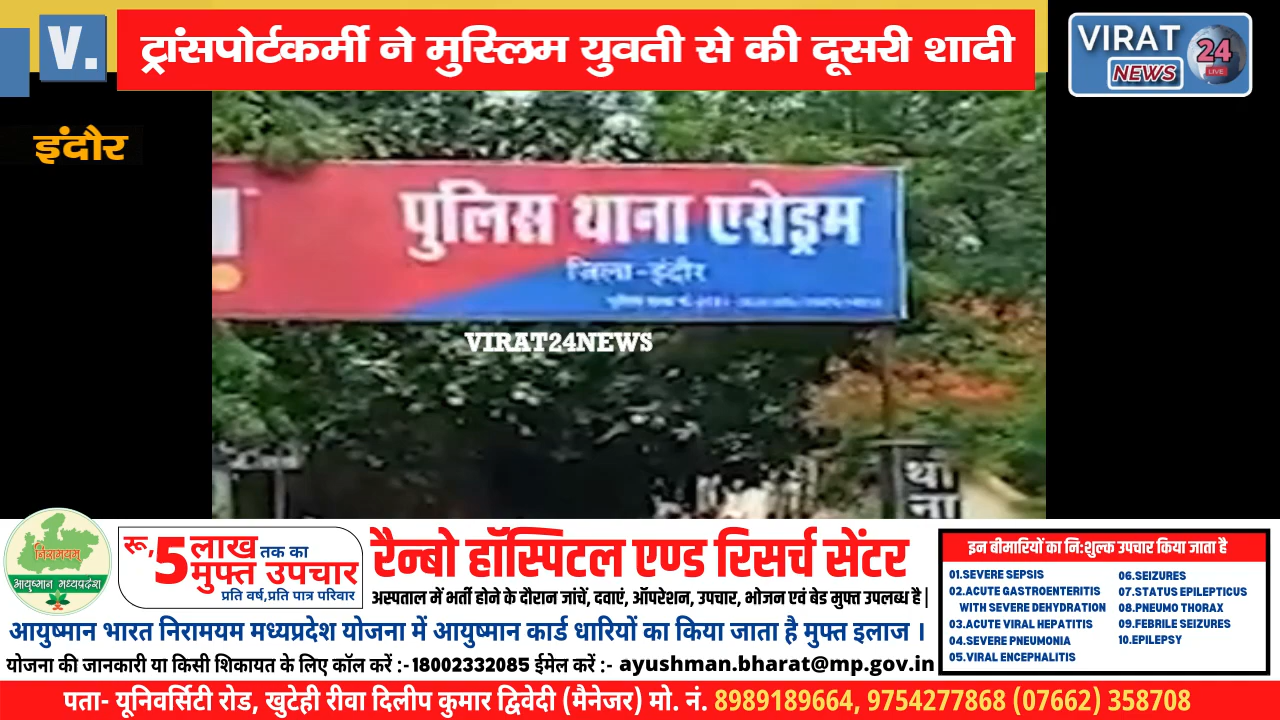 V.
ट्रांसपोर्टकर्मी ने मुस्लिम युवती से की दूसरी शादी
VIRAT
24
NEWS
LIVE
इंदौर
पुलिस थाना एरोड्रम
जिला-इंदौर
VIRAT24NEWS
थाना
निरामयम
आयुष्मान मध्यप्रदेश
रू,5 लाख तक का
मुफ्त उपचार
प्रति वर्ष,प्रति पात्र परिवार
रैन्बो हॉस्पिटल एण्ड रिसर्च सेंटर
अस्पताल में भर्ती होने के दौरान जांचें, दवाएं, ऑपरेशन, उपचार, भोजन एवं बेड मुफ्त उपलब्ध है |
आयुष्मान भारत निरामयम मध्यप्रदेश योजना में आयुष्मान कार्ड धारियों का किया जाता है मुफ्त इलाज ।
योजना की जानकारी या किसी शिकायत के लिए कॉल करें :- 18002332085 ईमेल करें :- ayushman.bharat@mp.gov.in
इन बीमारियों का नि:शुल्क उपचार किया जाता है
01.SEVERE SEPSIS
02.ACUTE GASTROENTERITIS
WITH SEVERE DEHYDRATION
03.ACUTE VIRAL HEPATITIS
04.SEVERE PNEUMONIA
05.VIRAL ENCEPHALITIS
06.SEIZURES
07.STATUS EPILEPTICUS
08.PNEUMO THORAX
09.FEBRILE SEIZURES
10.EPILEPSY
पता- यूनिवर्सिटी रोड, खुटेही रीवा दिलीप कुमार द्विवेदी (मैनेजर) मो. नं. 8989189664, 9754277868 (07662) 358708